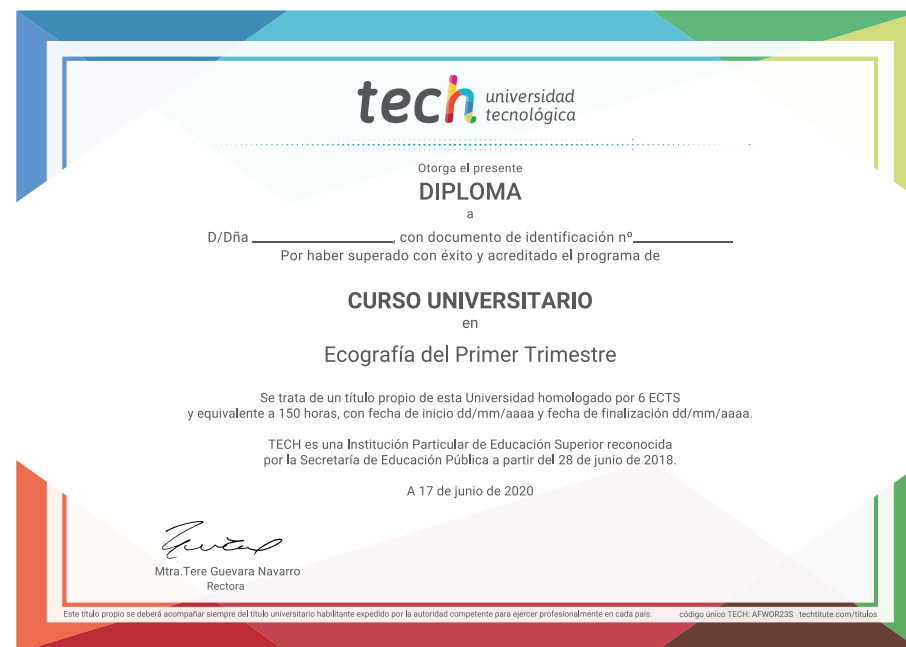 tech universidad
tecnológica
Otorga el presente
DIPLOMA
a
D/Dña ______________, con documento de identificación nº__________
Por haber superado con éxito y acreditado el programa de
CURSO UNIVERSITARIO
en
Ecografía del Primer Trimestre
Se trata de un título propio de esta Universidad homologado por 6 ECTS
y equivalente a 150 horas, con fecha de inicio dd/mm/aaaa y fecha de finalización dd/mm/aaaa.
TECH es una Institución Particular de Educación Superior reconocida
por la Secretaría de Educación Pública a partir del 28 de junio de 2018.
A 17 de junio de 2020
Mtra.Tere Guevara Navarro
Rectora
Este título propio se deberá acompañar siempre del título universitario habilitante expedido por la autoridad competente para ejercer profesionalmente en cada país. código único TECH: AFWOR23S techtitute.com/titulos